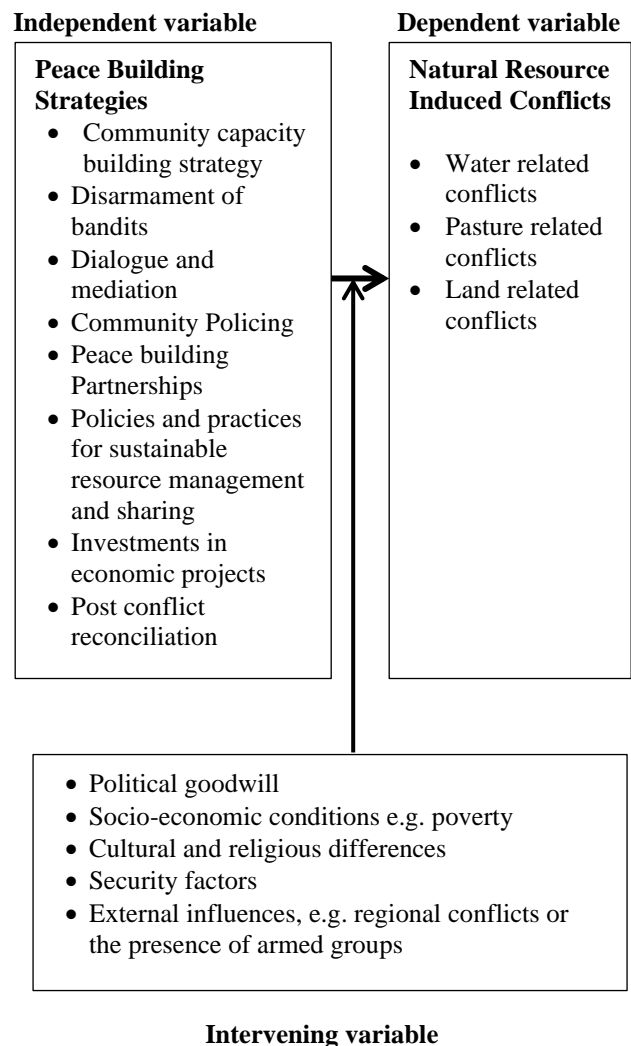 Independent variable
Dependent variable
Peace Building
Strategies
• Community capacity
building strategy
• Disarmament of
bandits
• Dialogue and
mediation
• Community Policing
• Peace building
Partnerships
• Policies and practices
for sustainable
resource management
and sharing
• Investments in
economic projects
• Post conflict
reconciliation
Natural Resource
Induced Conflicts
• Water related
conflicts
• Pasture related
conflicts
• Land related
conflicts
• Political goodwill
• Socio-economic conditions e.g. poverty
• Cultural and religious differences
• Security factors
• External influences, e.g. regional conflicts or
the presence of armed groups
Intervening variable